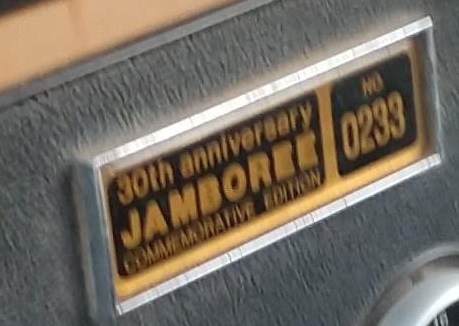 30th anniversary
JAMBOREE
COMMEMORATIVE EDITION
NO
0233